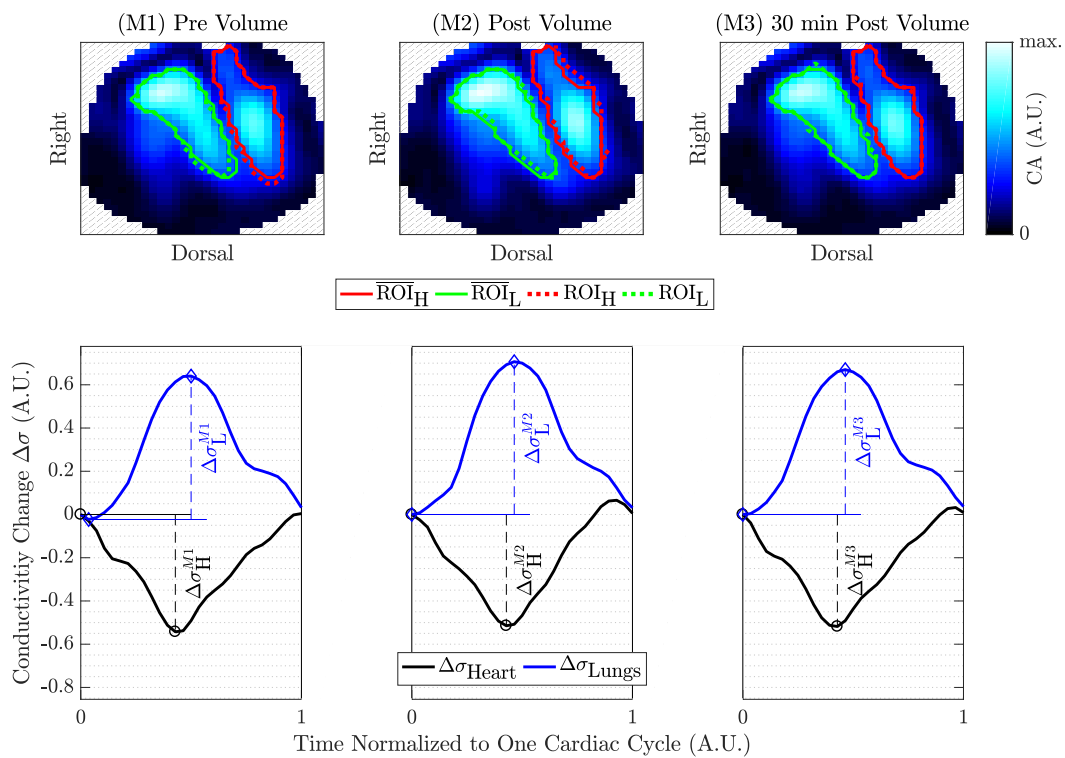 (M1) Pre Volume (M2) Post Volume (M3) 30 min Post Volume
max.
Right Right Right
CA (A.U.)
0
Dorsal Dorsal Dorsal
ROI_H ROI_L ROI_H ROI_L
Conductivitiy Change Δσ (A.U.)
0.6
0.4
0.2
0
-0.2
-0.4
-0.6
-0.8
Δσ_L^{M1} Δσ_L^{M2} Δσ_L^{M3}
Δσ_H^{M1} Δσ_H^{M2} Δσ_H^{M3}
Δσ_Heart Δσ_Lungs
0 1 0 1 0 1
Time Normalized to One Cardiac Cycle (A.U.)